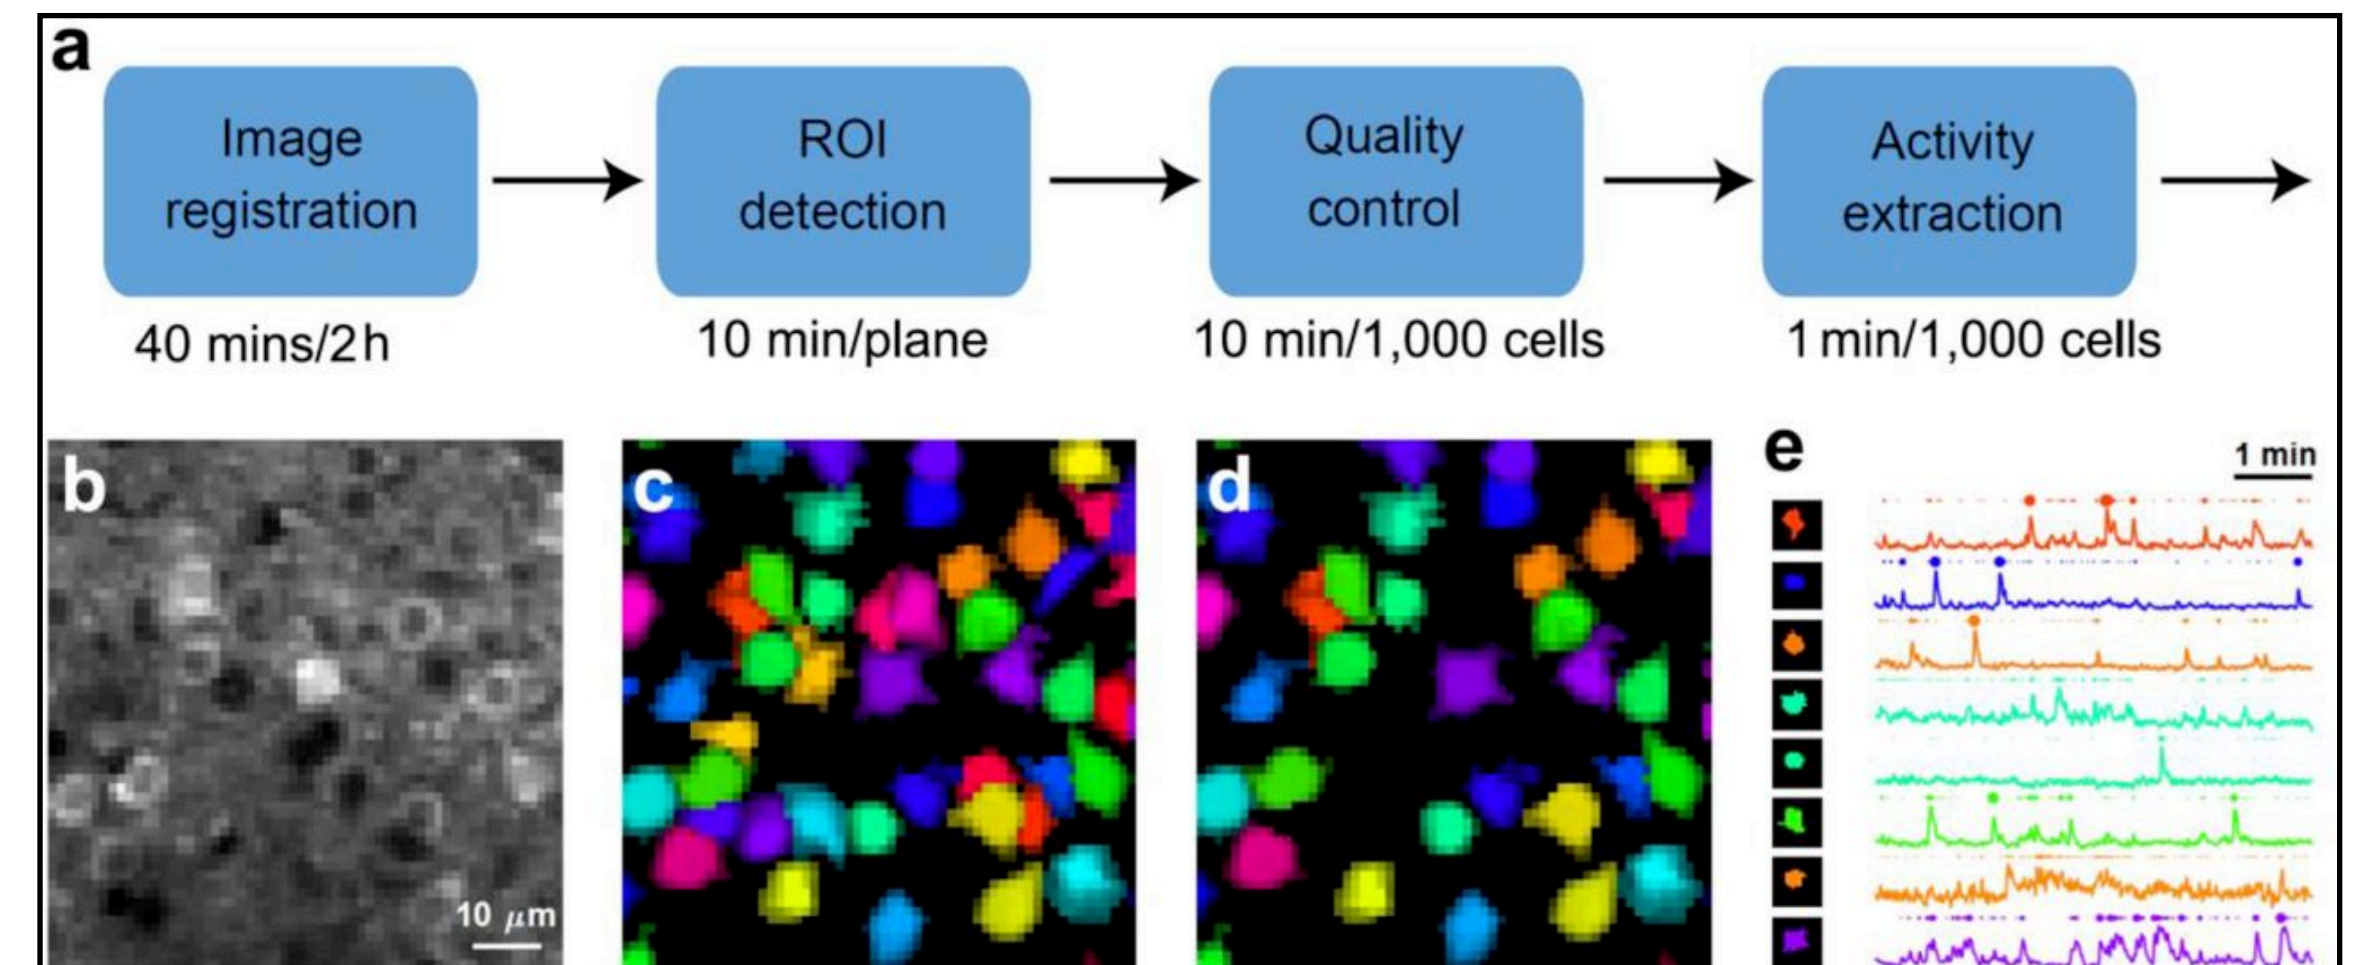 a
Image
registration
ROI
detection
Quality
control
Activity
extraction
40 mins/2h
10 min/plane
10 min/1,000 cells
1 min/1,000 cells
b
10 μm
c
d
e
1 min